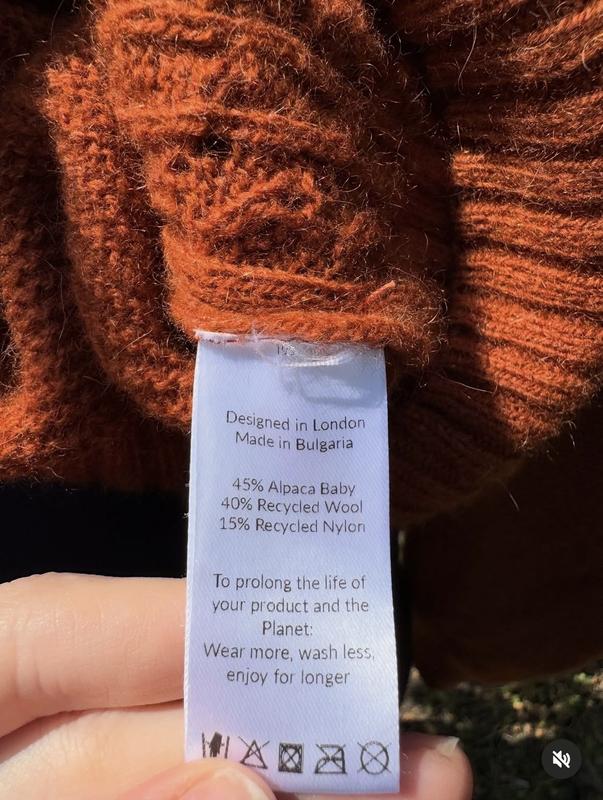 Designed in London
Made in Bulgaria
45% Alpaca Baby
40% Recycled Wool
15% Recycled Nylon
To prolong the life of
your product and the
Planet:
Wear more, wash less,
enjoy for longer